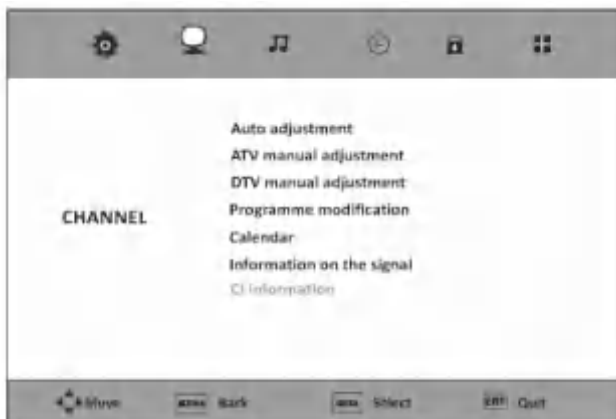 Auto adjustment
ATV manual adjustment
DTV manual adjustment
CHANNEL
Programme modification
Calendar
Information on the signal
CI information
Move Back Select Quit